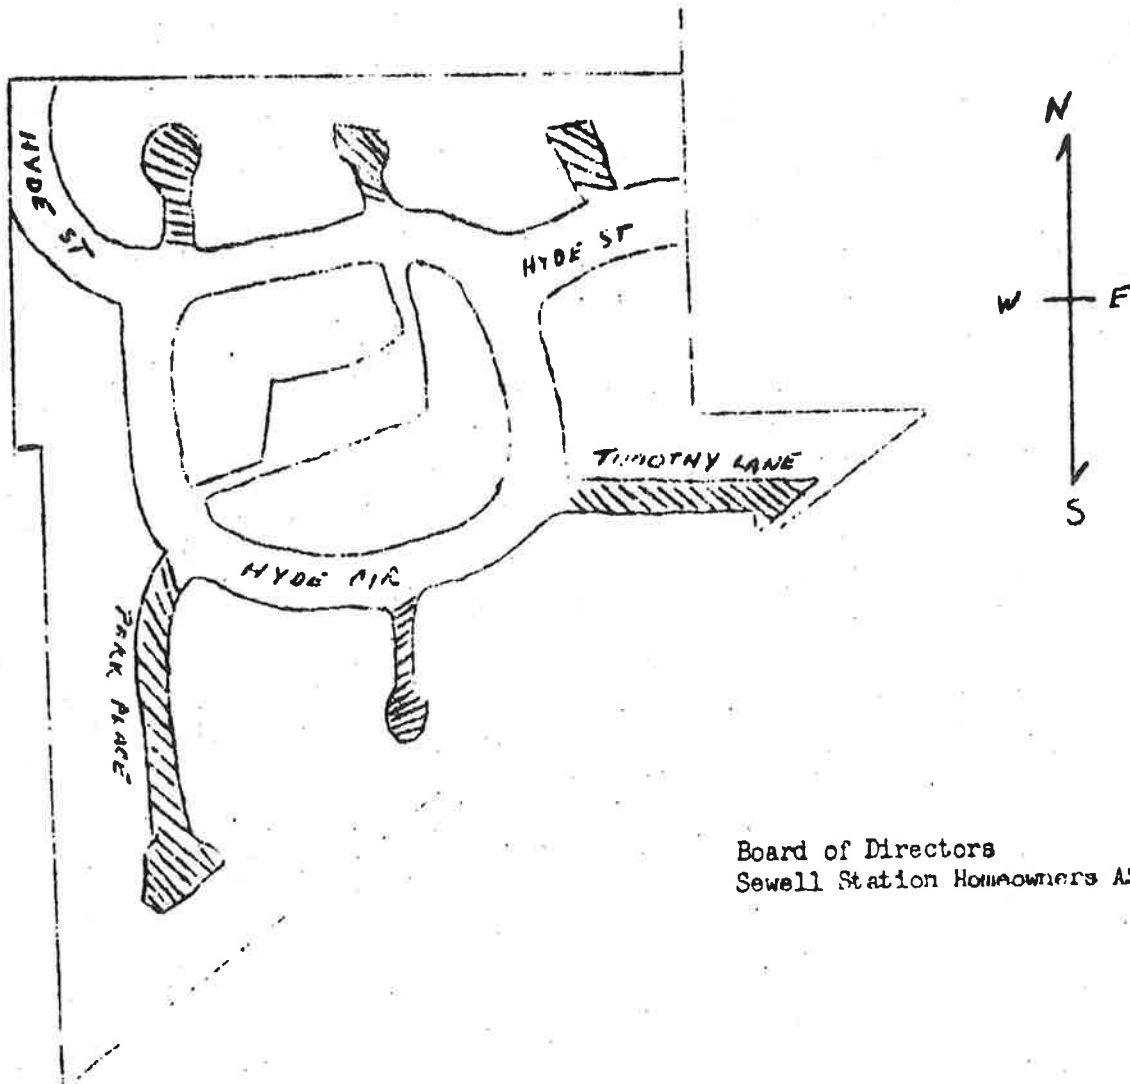 N
HYDE ST
HYDE ST
W E
TIMOTHY LANE
S
HYDE CIR
PARK PLACE
Board of Directors
Sewell Station Homeowners